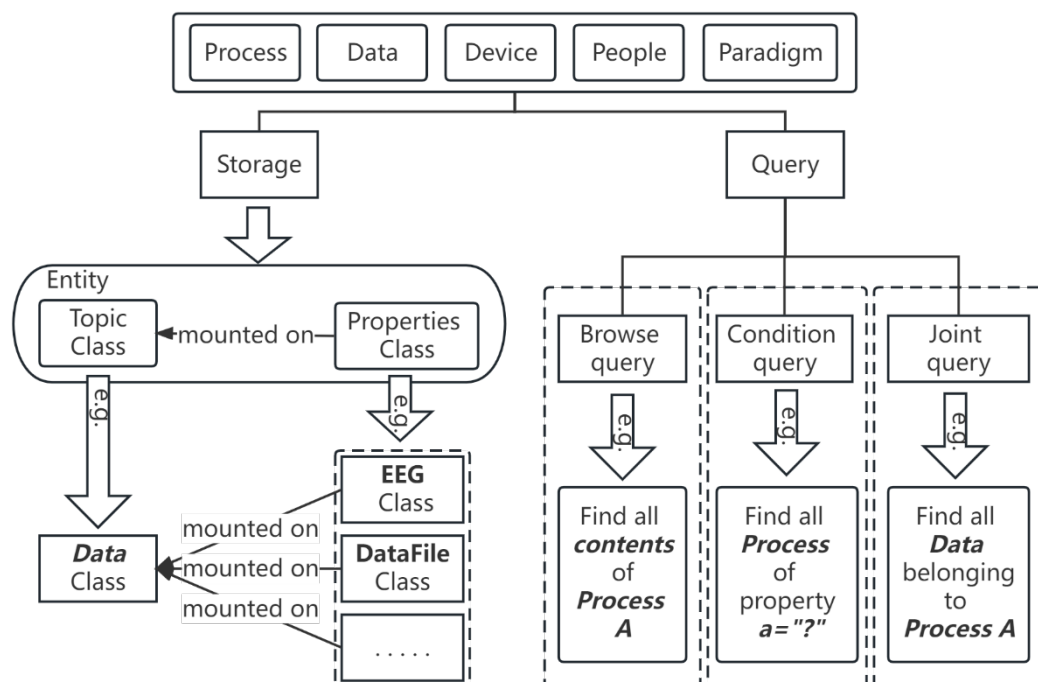 Process
Data
Device
People
Paradigm
Storage
Query
Entity
Topic
Class
mounted on
Properties
Class
e.g.
e.g.
Data
Class
mounted on
mounted on
mounted on
EEG
Class
DataFile
Class
. . . . .
Browse
query
Condition
query
Joint
query
e.g.
e.g.
e.g.
Find all
contents
of
Process
A
Find all
Process
of
property
a="?"
Find all
Data
belonging
to
Process A